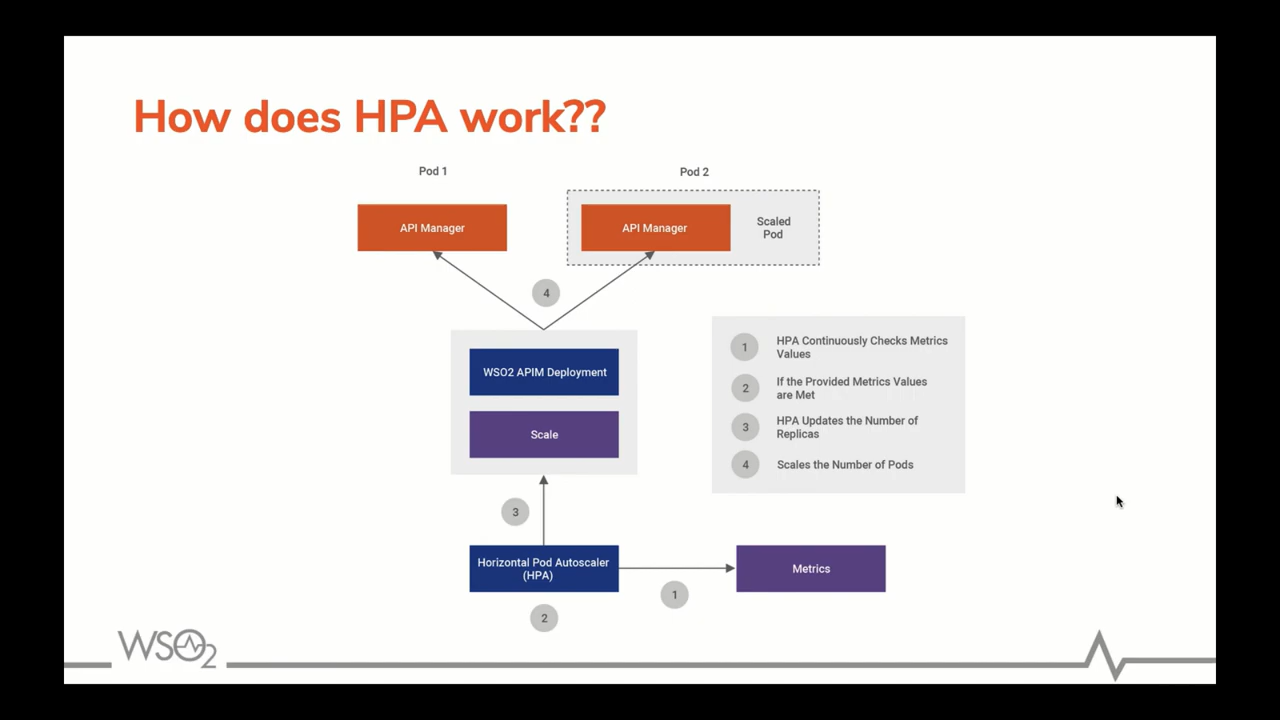 How does HPA work??
Pod 1
Pod 2
API Manager
API Manager
Scaled
Pod
4
WSO2 APIM Deployment
Scale
1
HPA Continuously Checks Metrics
Values
2
If the Provided Metrics Values
are Met
3
HPA Updates the Number of
Replicas
4
Scales the Number of Pods
3
Horizontal Pod Autoscaler
(HPA)
Metrics
1
2
WSO2